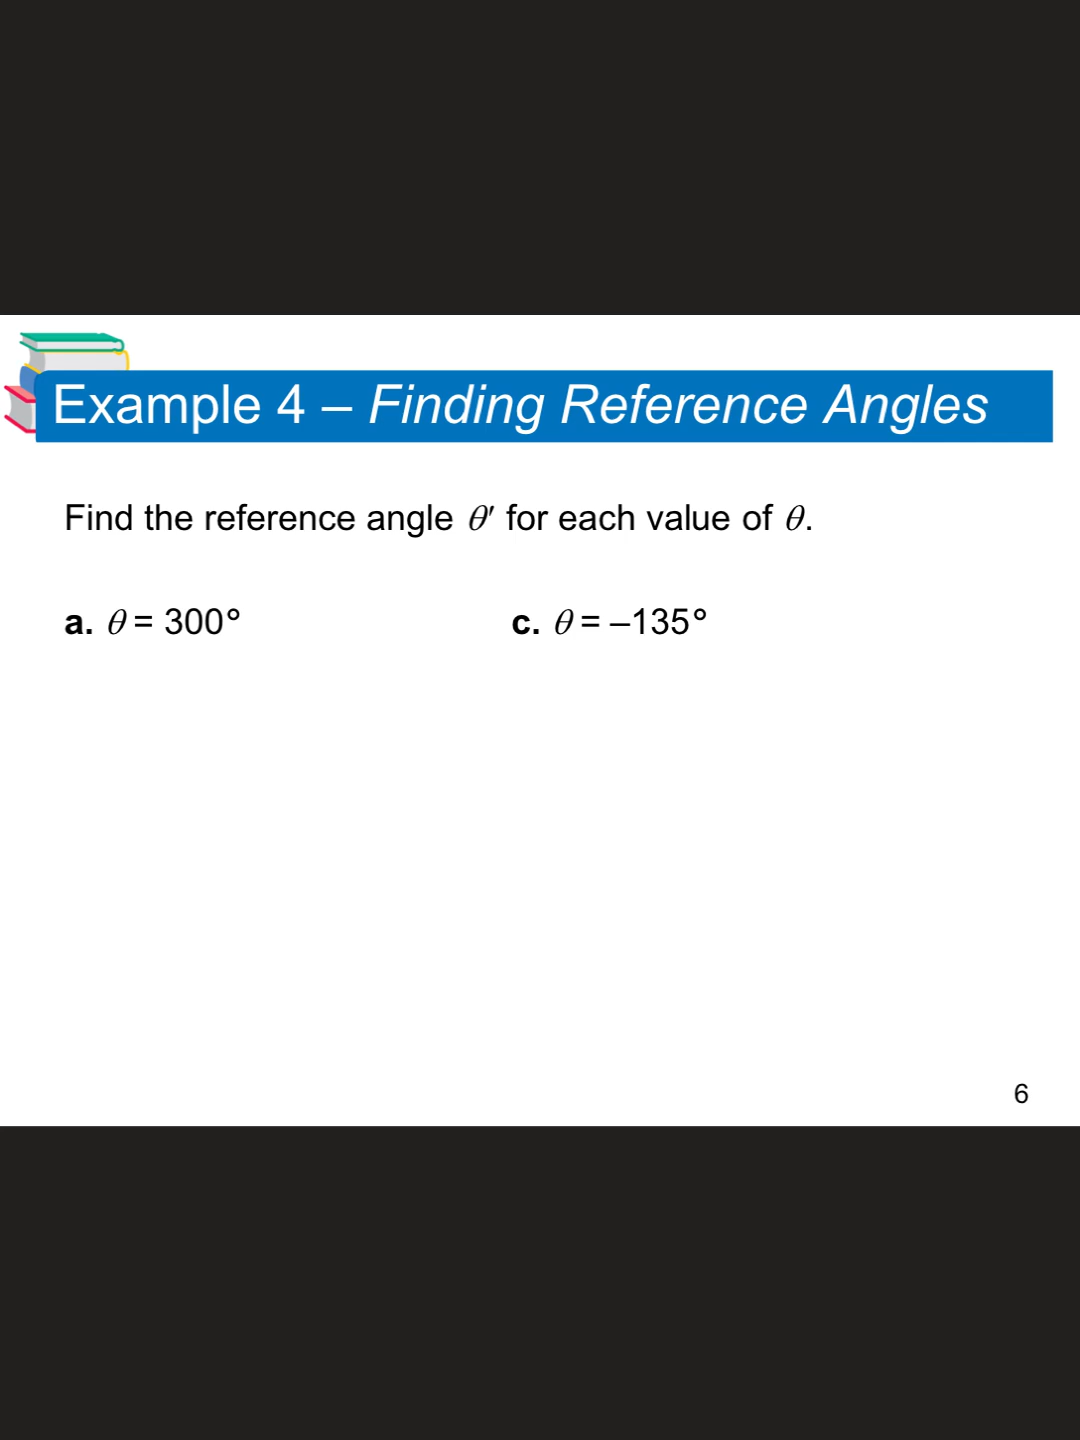 Example 4 – Finding Reference Angles
Find the reference angle θ′ for each value of θ.
a. θ = 300°
c. θ = –135°
6